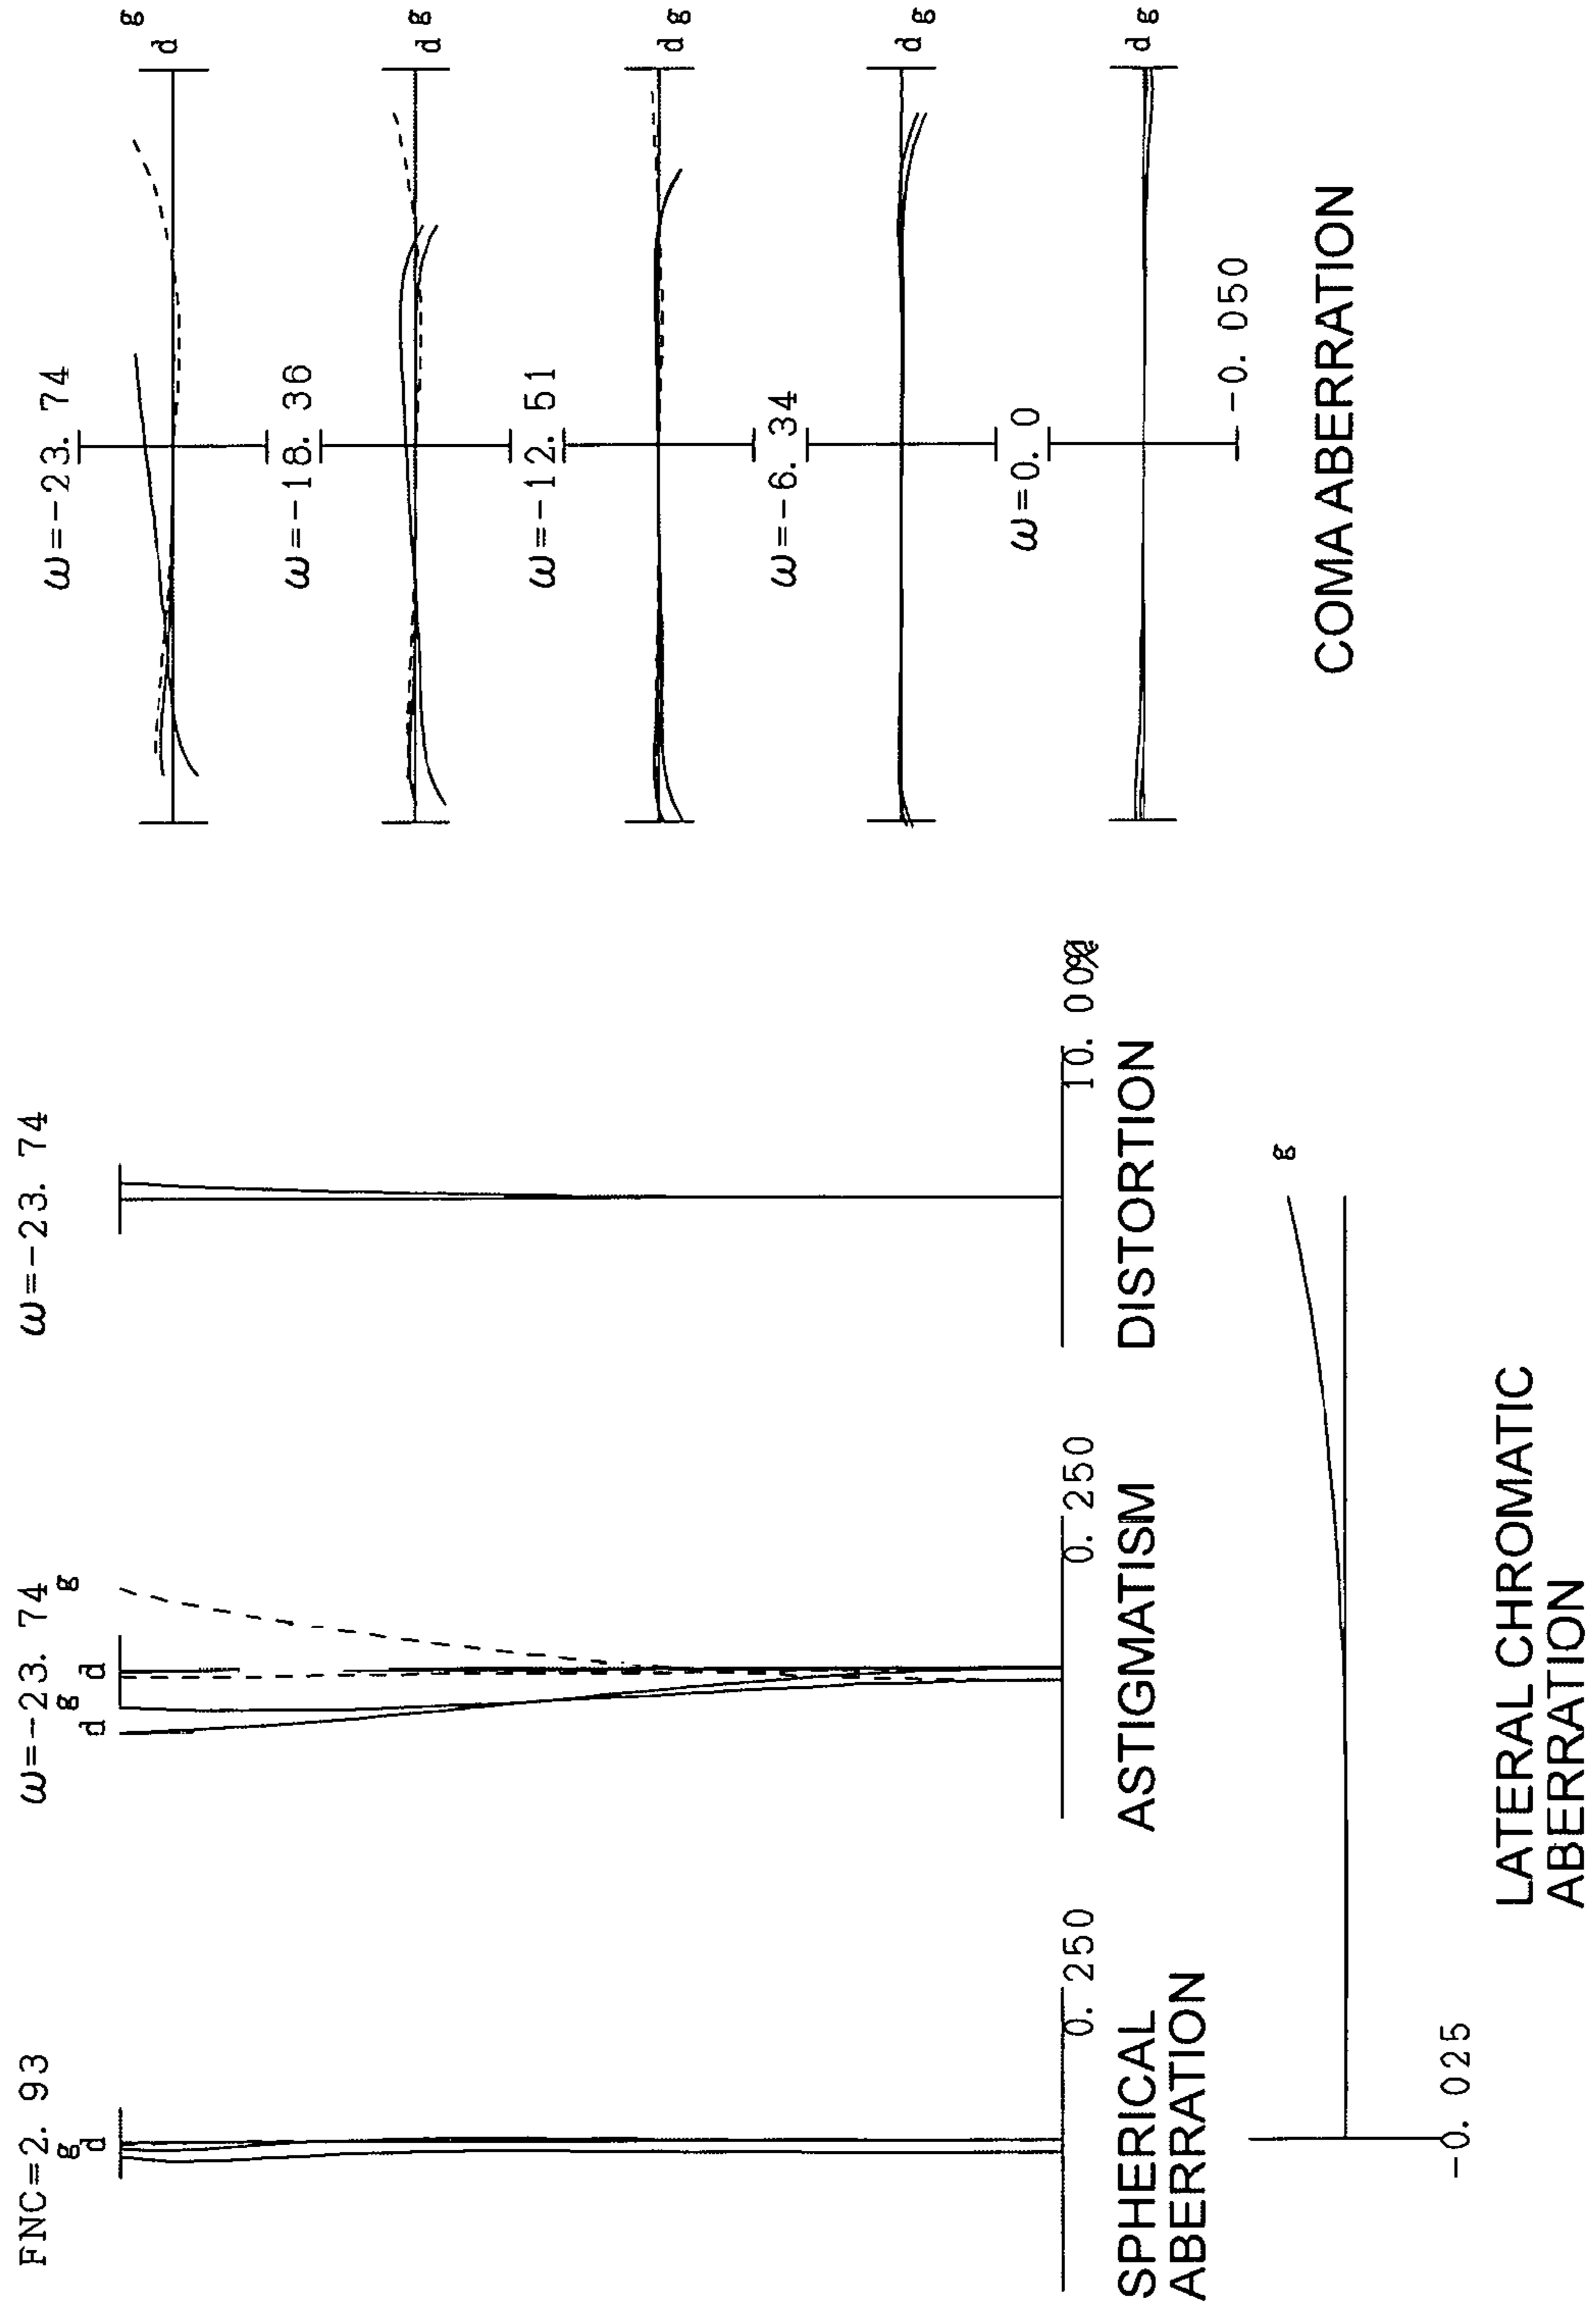 FNC=2.93
g
d
0.250
SPHERICAL
ABERRATION
ω=-23.74
d
g
d
g
0.250
ASTIGMATISM
ω=-23.74
10.00%
DISTORTION
g
-0.025
LATERAL CHROMATIC
ABERRATION
ω=-23.74
g
d
ω=-18.36
d g
ω=-12.51
d g
ω=-6.34
d g
ω=0.0
d g
-0.050
COMA ABERRATION